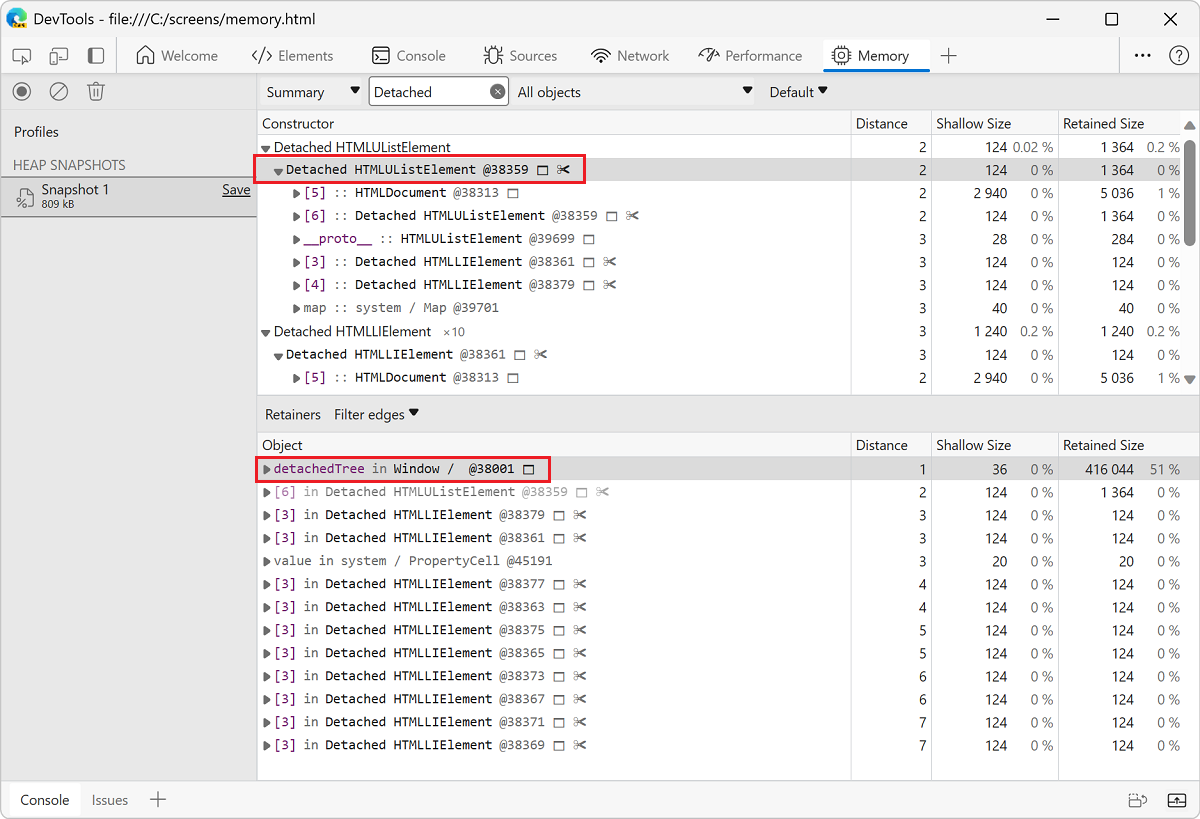 DevTools - file:///C:/screens/memory.html
Welcome Elements Console Sources Network Performance Memory
Summary Detached All objects Default
Profiles
HEAP SNAPSHOTS
Snapshot 1 Save
809 kB
Constructor Distance Shallow Size Retained Size
Detached HTMLUListElement 2 124 0.02 % 1 364 0.2 %
Detached HTMLUListElement @38359 2 124 0 % 1 364 0 %
[5] :: HTMLDocument @38313 2 2 940 0 % 5 036 1 %
[6] :: Detached HTMLUListElement @38359 2 124 0 % 1 364 0 %
__proto__ :: HTMLUListElement @39699 3 28 0 % 284 0 %
[3] :: Detached HTMLLIElement @38361 3 124 0 % 124 0 %
[4] :: Detached HTMLLIElement @38379 3 124 0 % 124 0 %
map :: system / Map @39701 3 40 0 % 40 0 %
Detached HTMLLIElement ×10 3 1 240 0.2 % 1 240 0.2 %
Detached HTMLLIElement @38361 3 124 0 % 124 0 %
[5] :: HTMLDocument @38313 2 2 940 0 % 5 036 1 %
Retainers Filter edges
Object Distance Shallow Size Retained Size
detachedTree in Window / @38001 1 36 0 % 416 044 51 %
[6] in Detached HTMLUListElement @38359 2 124 0 % 1 364 0 %
[3] in Detached HTMLLIElement @38379 3 124 0 % 124 0 %
[3] in Detached HTMLLIElement @38361 3 124 0 % 124 0 %
value in system / PropertyCell @45191 3 20 0 % 20 0 %
[3] in Detached HTMLLIElement @38377 4 124 0 % 124 0 %
[3] in Detached HTMLLIElement @38363 4 124 0 % 124 0 %
[3] in Detached HTMLLIElement @38375 5 124 0 % 124 0 %
[3] in Detached HTMLLIElement @38365 5 124 0 % 124 0 %
[3] in Detached HTMLLIElement @38373 6 124 0 % 124 0 %
[3] in Detached HTMLLIElement @38367 6 124 0 % 124 0 %
[3] in Detached HTMLLIElement @38371 7 124 0 % 124 0 %
[3] in Detached HTMLLIElement @38369 7 124 0 % 124 0 %
Console Issues